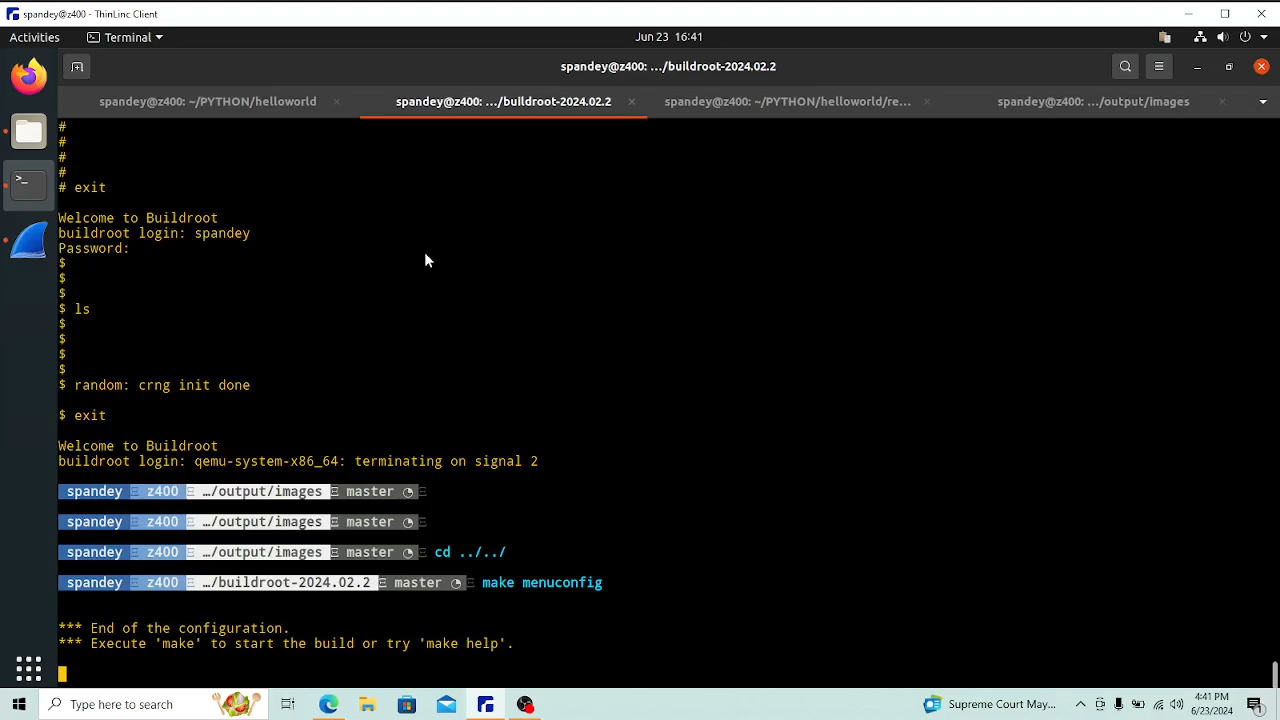 spandey@z400 - ThinLinc Client
Activities
Terminal
Jun 23 16:41
spandey@z400: .../buildroot-2024.02.2
spandey@z400: ~/PYTHON/helloworld
spandey@z400: .../buildroot-2024.02.2
spandey@z400: ~/PYTHON/helloworld/re...
spandey@z400: .../output/images
#
#
#
#
# exit
Welcome to Buildroot
buildroot login: spandey
Password:
$
$
$
$ ls
$
$
$
$
$ random: crng init done
$ exit
Welcome to Buildroot
buildroot login: qemu-system-x86_64: terminating on signal 2
spandey z400 …/output/images master
spandey z400 …/output/images master
spandey z400 …/output/images master cd ../../
spandey z400 …/buildroot-2024.02.2 master make menuconfig
*** End of the configuration.
*** Execute 'make' to start the build or try 'make help'.
Type here to search
Supreme Court May...
4:41 PM
6/23/2024
1